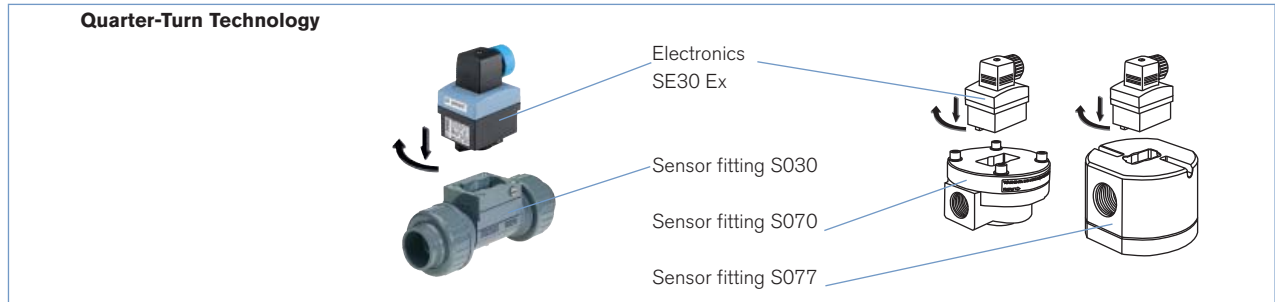 Quarter-Turn Technology
Electronics
SE30 Ex
Sensor fitting S030
Sensor fitting S070
Sensor fitting S077